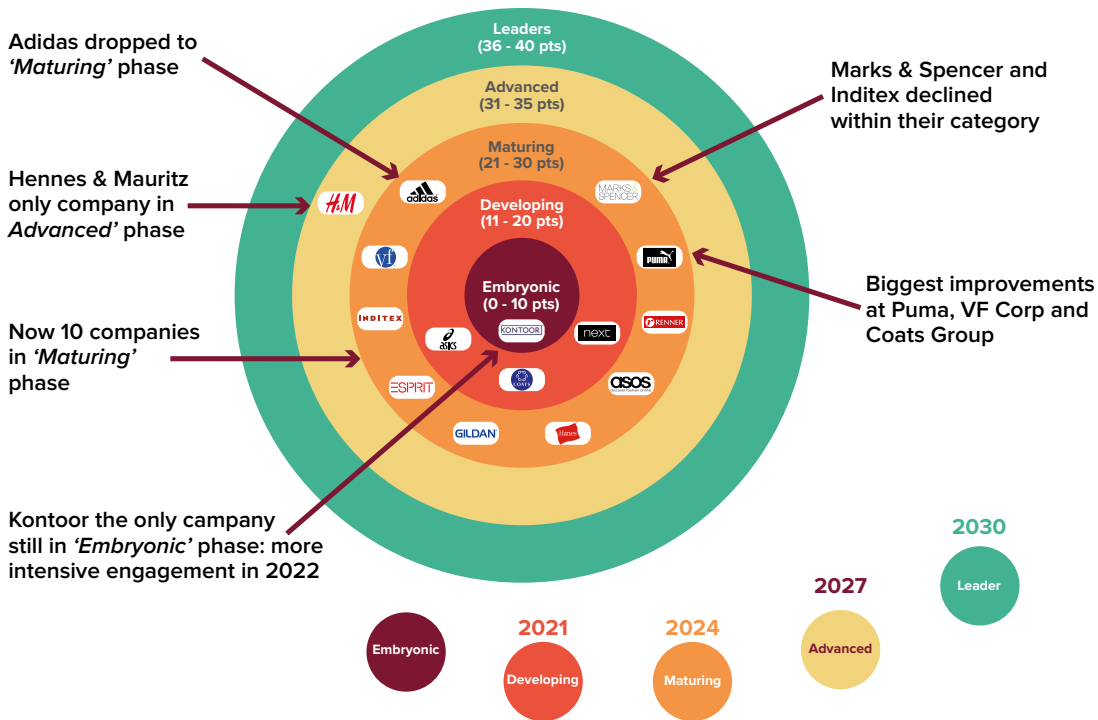 Leaders
(36 - 40 pts)
Adidas dropped to
'Maturing' phase
Advanced
(31 - 35 pts)
Marks & Spencer and
Inditex declined
within their category
Maturing
(21 - 30 pts)
Hennes & Mauritz
only company in
Advanced' phase
H&M
adidas
MARKS&
SPENCER
Developing
(11 - 20 pts)
vf
PUMA
Embryonic
(0 - 10 pts)
Biggest improvements
at Puma, VF Corp and
Coats Group
INDITEX
KONTOOR
RENNER
asics
next
Now 10 companies
in 'Maturing'
phase
COATS
ESPRIT
asos
GILDAN
Hanes
Kontoor the only campany
still in 'Embryonic' phase: more
intensive engagement in 2022
2030
Leader
2027
Advanced
2021
Developing
2024
Maturing
Embryonic